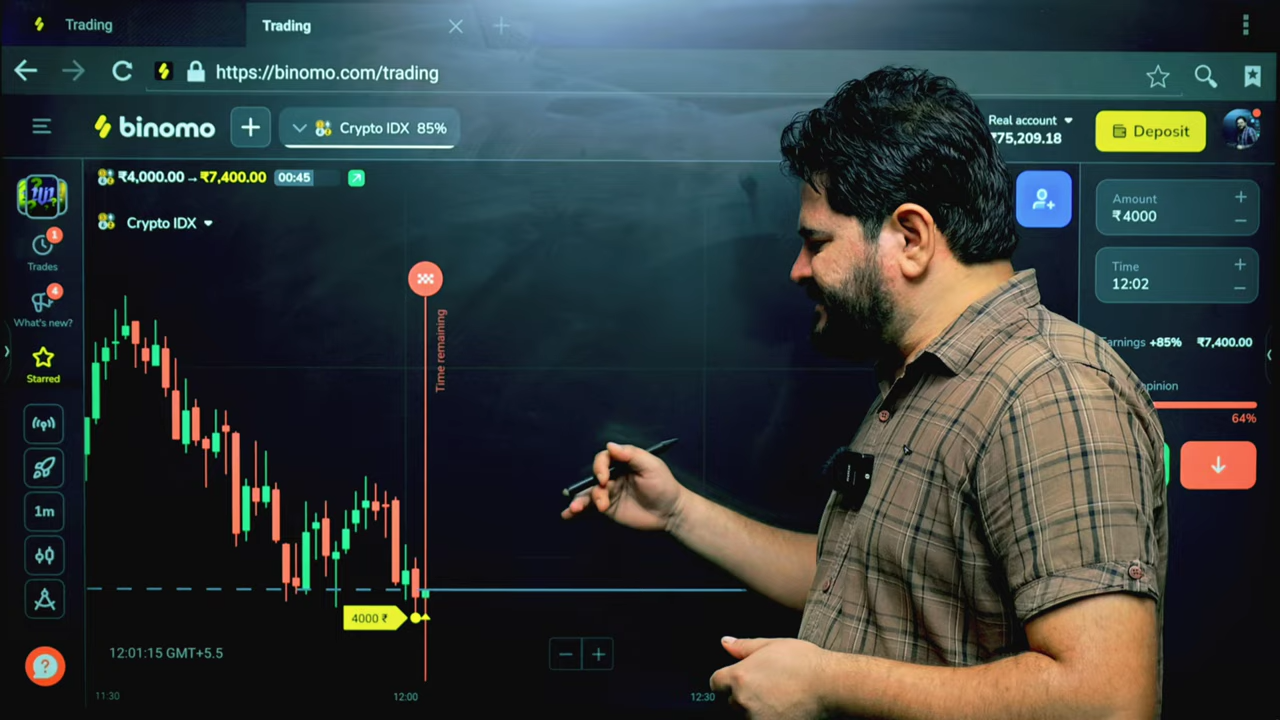 Trading
Trading
https://binomo.com/trading
binomo
Crypto IDX 85%
Real account
₹75,209.18
Deposit
₹4,000.00 → ₹7,400.00 00:45
Crypto IDX
Amount
₹4000
Time
12:02
Earnings +85% ₹7,400.00
opinion
64%
1
Trades
4
What's new?
Starred
1m
Time remaining
4000 ₹
12:01:15 GMT+5.5
11:30
12:00
12:30